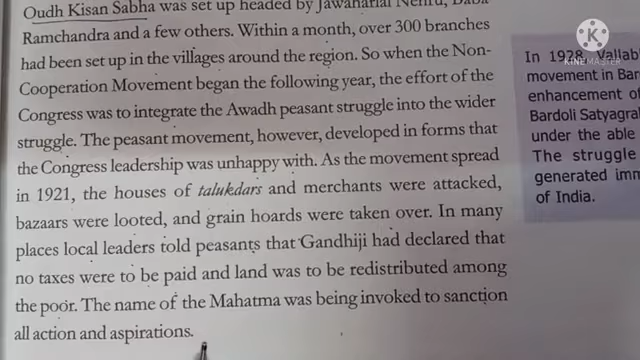 Oudh Kisan Sabha was set up headed by Jawaharlal Nehru, Baba
Ramchandra and a few others. Within a month, over 300 branches
had been set up in the villages around the region. So when the Non-
Cooperation Movement began the following year, the effort of the
Congress was to integrate the Awadh peasant struggle into the wider
struggle. The peasant movement, however, developed in forms that
the Congress leadership was unhappy with. As the movement spread
in 1921, the houses of talukdars and merchants were attacked,
bazaars were looted, and grain hoards were taken over. In many
places local leaders told peasants that Gandhiji had declared that
no taxes were to be paid and land was to be redistributed among
the poor. The name of the Mahatma was being invoked to sanction
all action and aspirations.
KINEMASTER
In 1928, Vallab
movement in Bar
enhancement of
Bardoli Satyagra
under the able
The struggle
generated imm
of India.